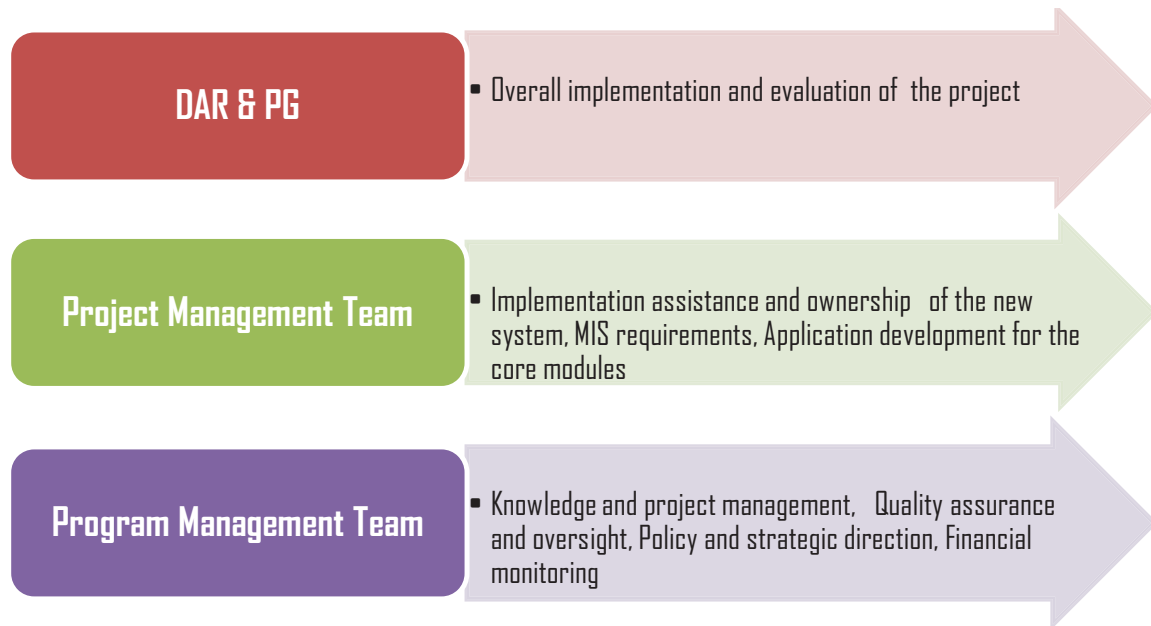 DAR & PG
▪ Overall implementation and evaluation of the project
Project Management Team
▪ Implementation assistance and ownership of the new
system, MIS requirements, Application development for the
core modules
Program Management Team
▪ Knowledge and project management, Quality assurance
and oversight, Policy and strategic direction, Financial
monitoring